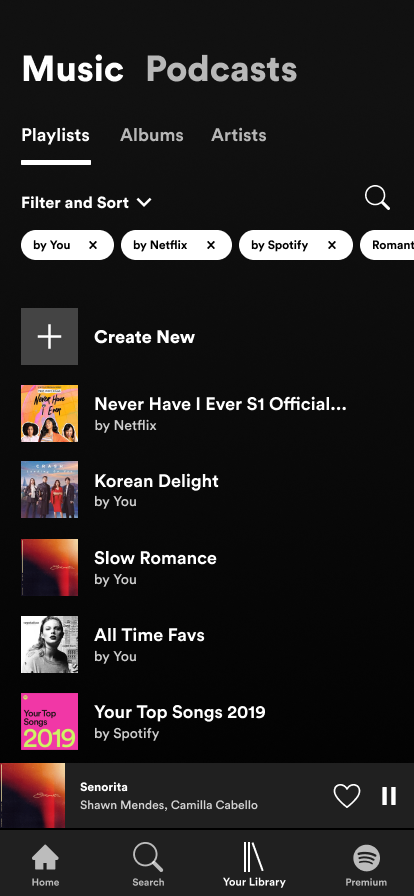 Music Podcasts
Playlists Albums Artists
Filter and Sort
by You × by Netflix × by Spotify × Romant
Create New
Never Have I Ever
Never Have I Ever S1 Official...
by Netflix
Korean Delight
by You
Slow Romance
by You
All Time Favs
by You
Your Top
Songs
2019
Your Top Songs 2019
by Spotify
Senorita
Shawn Mendes, Camilla Cabello
Home Search Your Library Premium